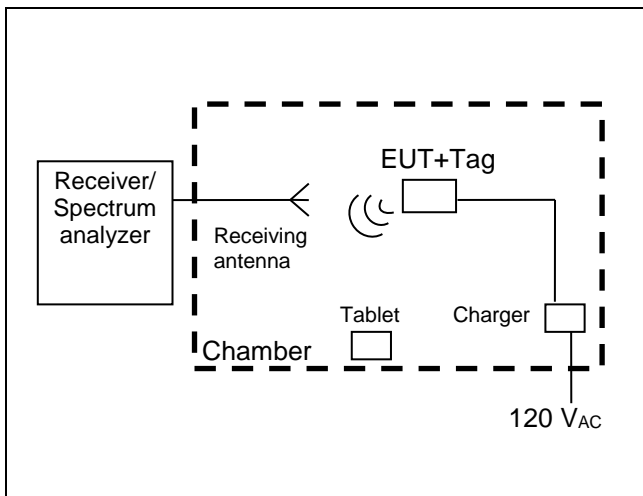 EUT+Tag
Receiver/
Spectrum
analyzer
Receiving
antenna
Tablet
Charger
Chamber
120 VAC